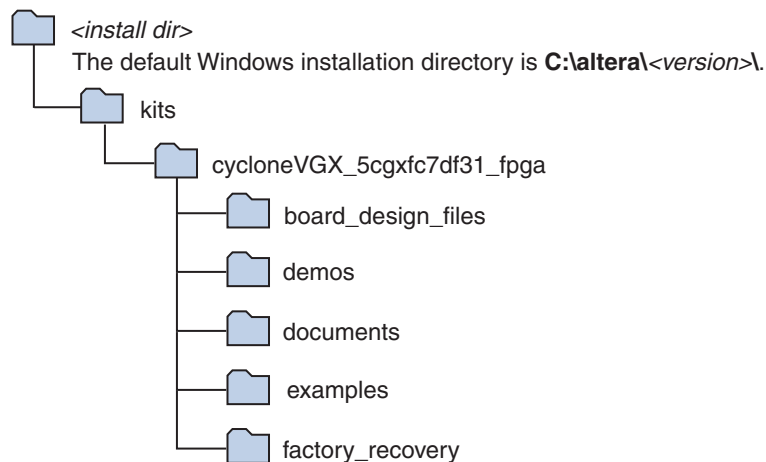 <install dir>
The default Windows installation directory is C:\altera\<version>\.
kits
cycloneVGX_5cgxfc7df31_fpga
board_design_files
demos
documents
examples
factory_recovery